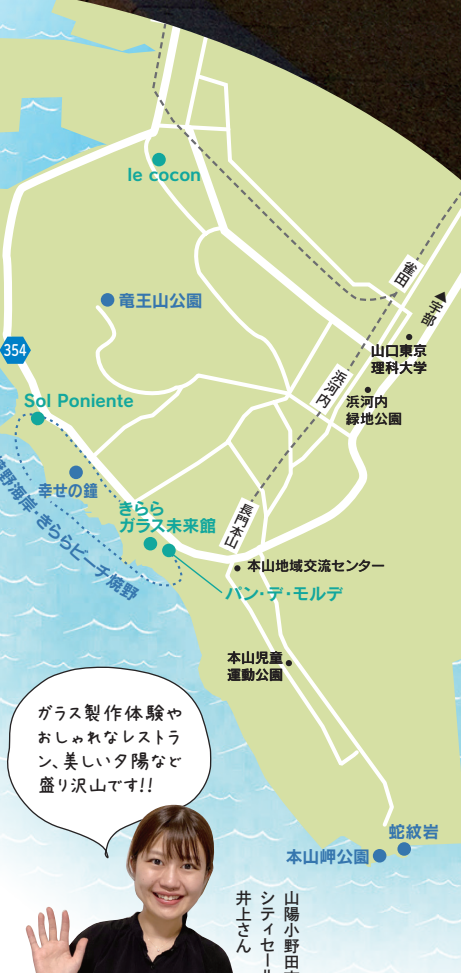 le cocon
竜王山公園
354
雀田
宇部
山口東京
理科大学
浜河内
浜河内
緑地公園
Sol Poniente
幸せの鐘
焼野海岸・きららビーチ焼野
きらら
ガラス未来館
長門本山
本山地域交流センター
パン・デ・モルデ
本山児童
運動公園
ガラス製作体験や
おしゃれなレストラ
ン、美しい夕陽など
盛り沢山です!!
蛇紋岩
本山岬公園
山陽小野田
シティセール
井上さん